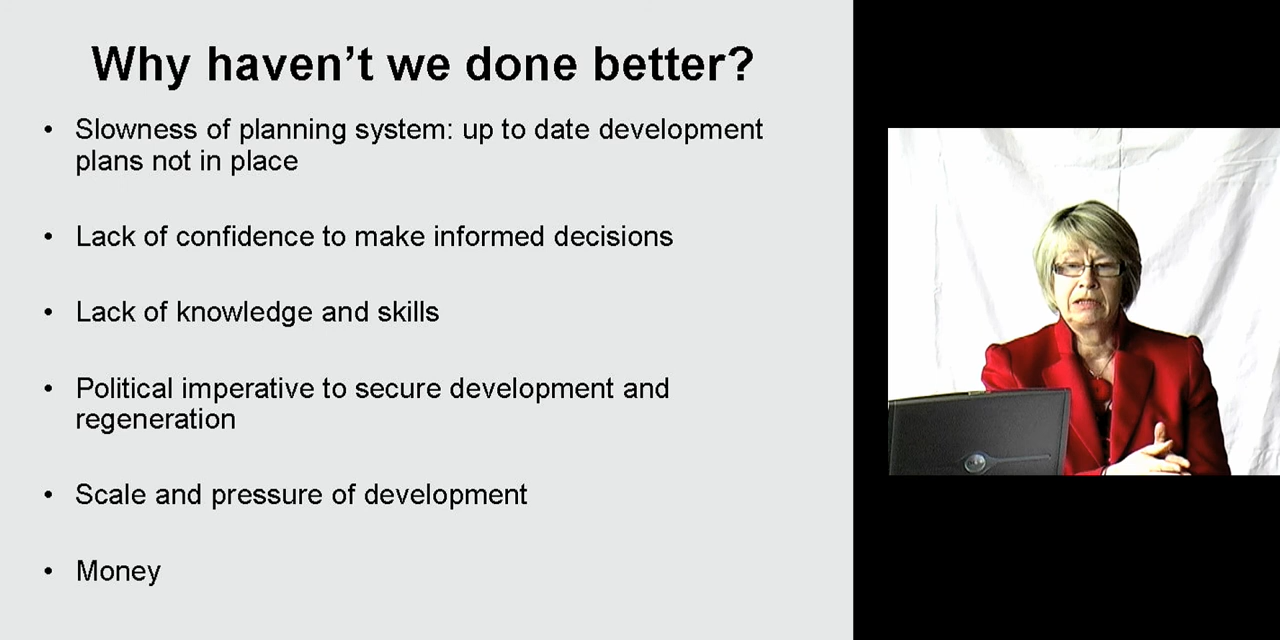 Why haven’t we done better?
• Slowness of planning system: up to date development
plans not in place
• Lack of confidence to make informed decisions
• Lack of knowledge and skills
• Political imperative to secure development and
regeneration
• Scale and pressure of development
• Money